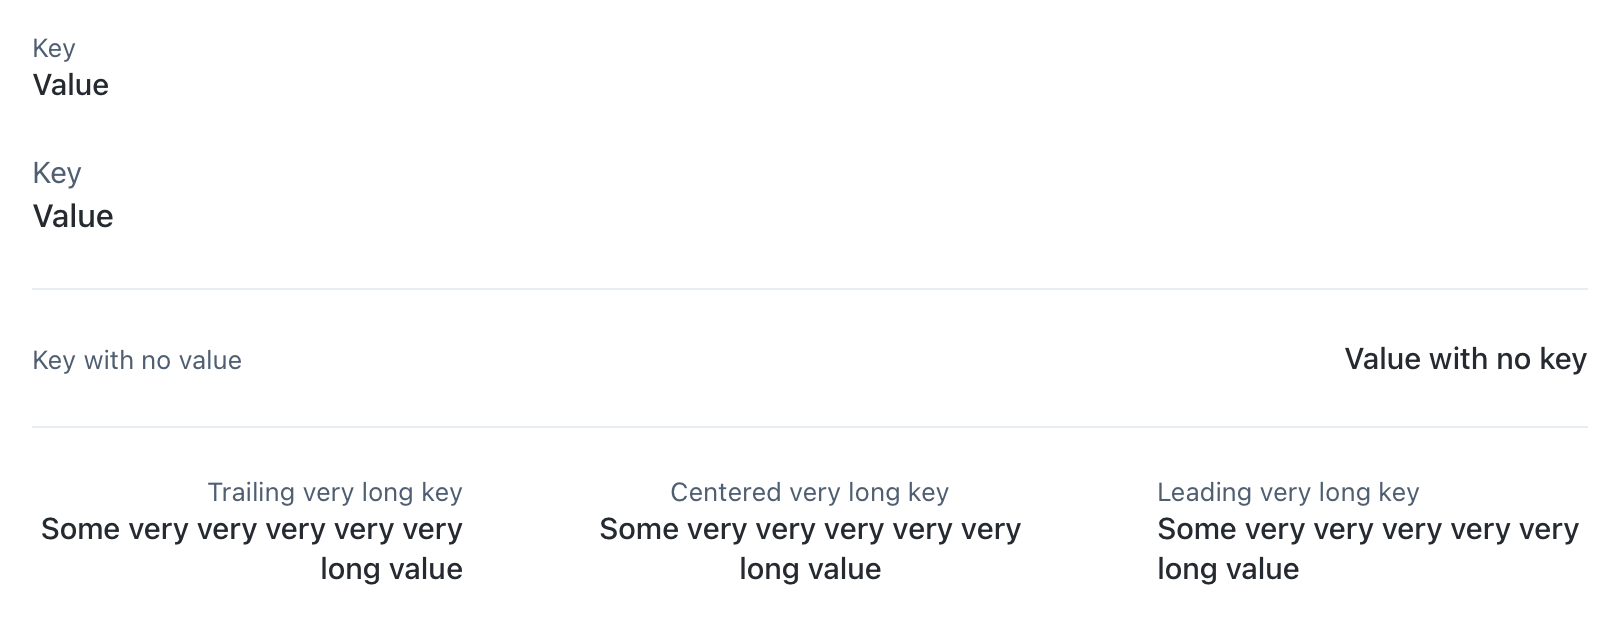 Key
Value
Key
Value
Key with no value
Value with no key
Trailing very long key
Some very very very very very
long value
Centered very long key
Some very very very very very
long value
Leading very long key
Some very very very very very
long value